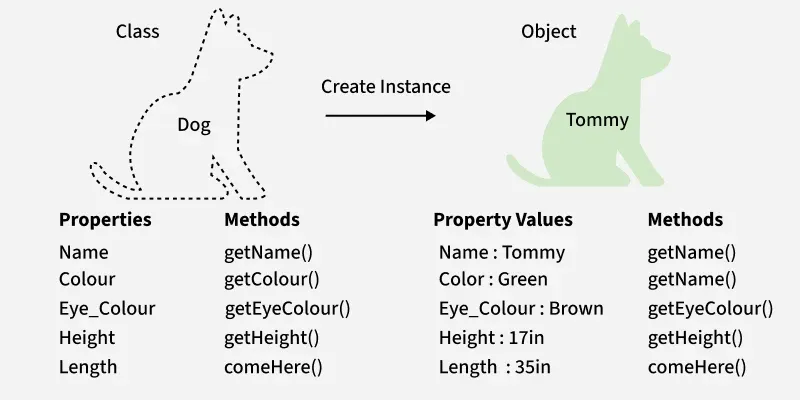 Class
Object
Create Instance
Dog
Tommy
Properties Methods Property Values Methods
Name getName() Name : Tommy getName()
Colour getColour() Color : Green getName()
Eye_Colour getEyeColour() Eye_Colour : Brown getEyeColour()
Height getHeight() Height : 17in getHeight()
Length comeHere() Length : 35in comeHere()